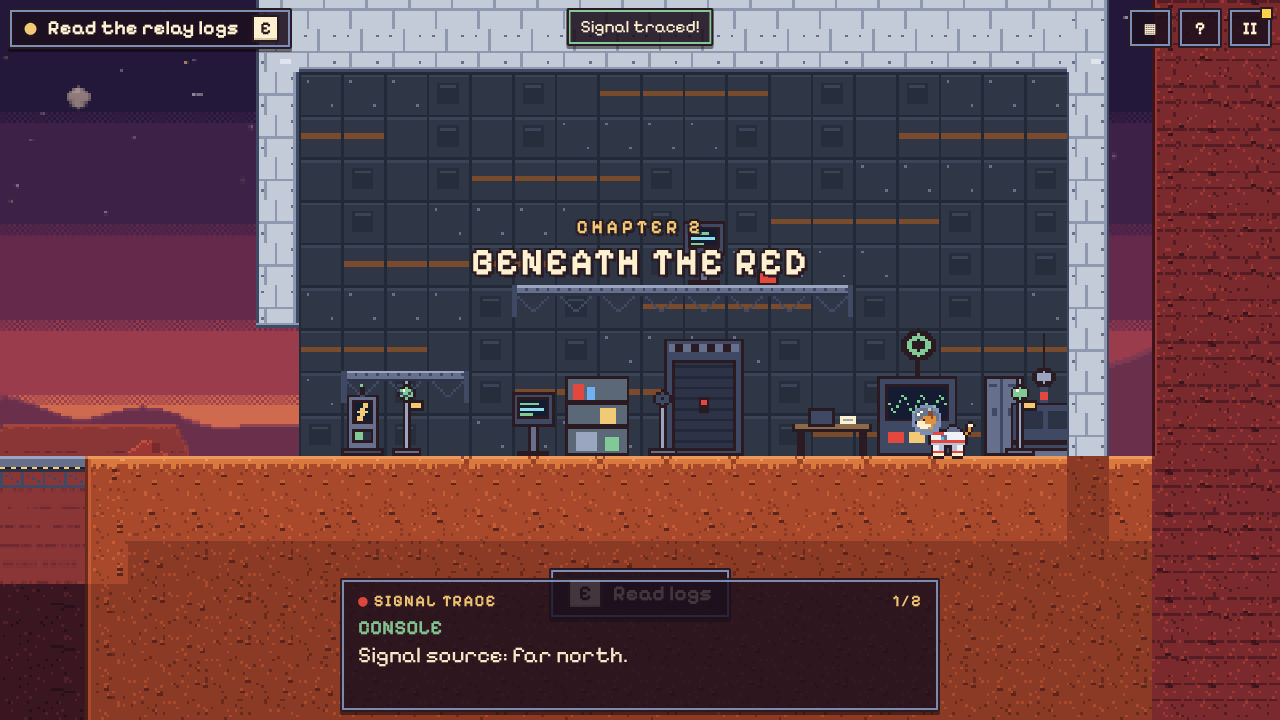 Read the relay logs E
Signal traced!
? II
CHAPTER 2
BENEATH THE RED
E Read logs
SIGNAL TRACE 1/2
CONSOLE
Signal source: far north.